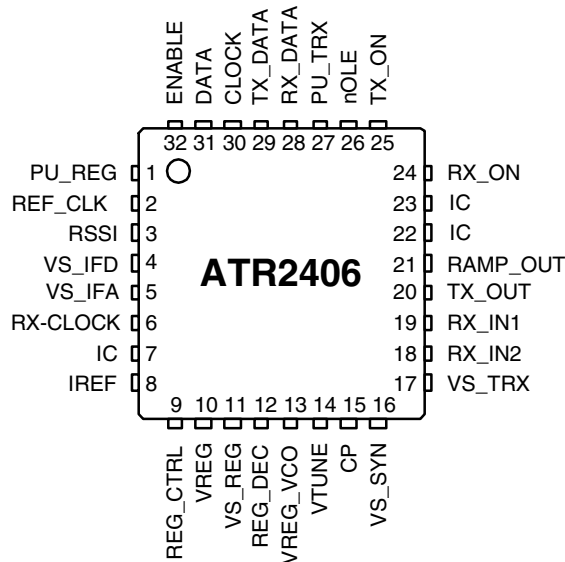 ENABLE
DATA
CLOCK
TX_DATA
RX_DATA
PU_TRX
nOLE
TX_ON
32 31 30 29 28 27 26 25
PU_REG 1
REF_CLK 2
RSSI 3
VS_IFD 4
VS_IFA 5
RX-CLOCK 6
IC 7
IREF 8
ATR2406
24 RX_ON
23 IC
22 IC
21 RAMP_OUT
20 TX_OUT
19 RX_IN1
18 RX_IN2
17 VS_TRX
9 10 11 12 13 14 15 16
REG_CTRL
VREG
VS_REG
REG_DEC
VREG_VCO
VTUNE
CP
VS_SYN